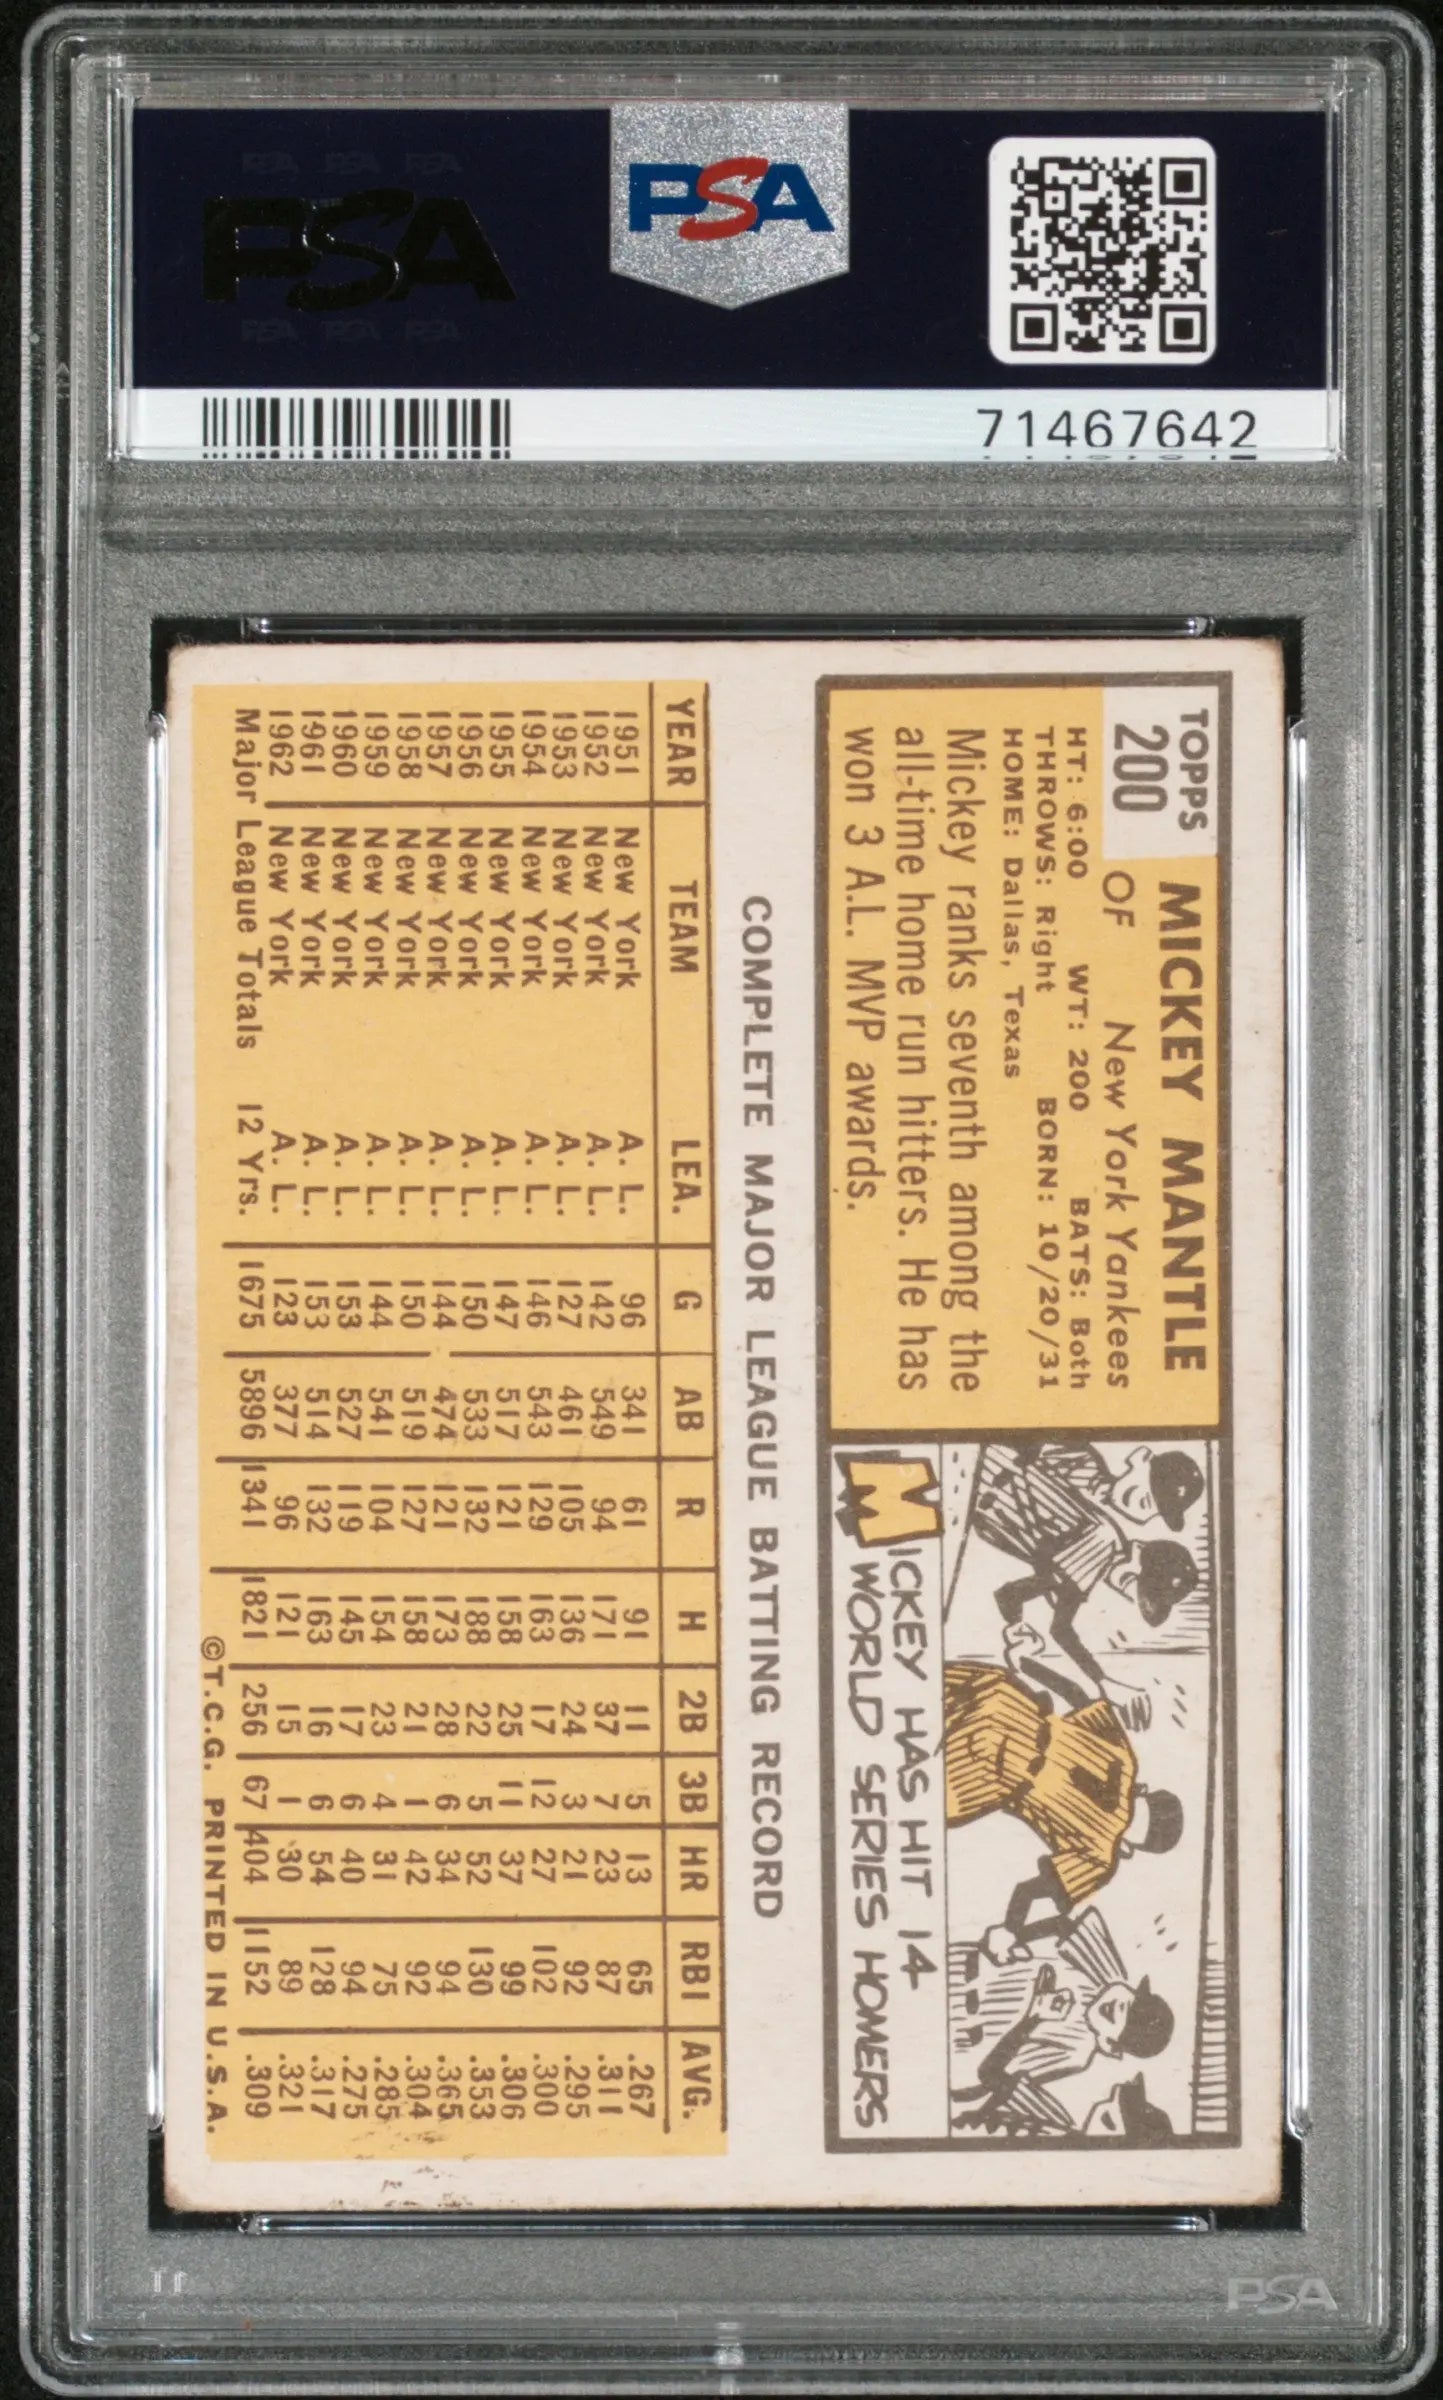 PSA PSA PSA
PSA
PSA PSA PSA
PSA
71467642
TOPPS
200
MICKEY MANTLE
OF New York Yankees
HT: 6:00 WT: 200 BATS: Both
THROWS: Right BORN: 10/20/31
HOME: Dallas, Texas
Mickey ranks seventh among the
all-time home run hitters. He has
won 3 A.L. MVP awards.
MICKEY HAS HIT 14
WORLD SERIES HOMERS
M M
7
COMPLETE MAJOR LEAGUE BATTING RECORD
YEAR TEAM LEA. G AB R H 2B 3B HR RBI AVG.
1951 New York A. L. 96 341 61 91 11 5 13 65 .267
1952 New York A. L. 142 549 94 171 37 7 23 87 .311
1953 New York A. L. 127 461 105 136 24 3 21 92 .295
1954 New York A. L. 146 543 129 163 17 12 27 102 .300
1955 New York A. L. 147 517 121 158 25 11 37 99 .306
1956 New York A. L. 150 533 132 188 22 5 52 130 .353
1957 New York A. L. 144 474 121 173 28 6 34 94 .365
1958 New York A. L. 150 519 127 158 21 1 42 92 .304
1959 New York A. L. 144 541 104 154 23 4 31 75 .285
1960 New York A. L. 153 527 119 145 17 6 40 94 .275
1961 New York A. L. 153 514 132 163 16 6 54 128 .317
1962 New York A. L. 123 377 96 121 15 1 30 89 .321
Major League Totals 12 Yrs. 1675 5896 1341 1821 256 67 404 1152 .309
©T.C.G. PRINTED IN U.S.A.
PSA